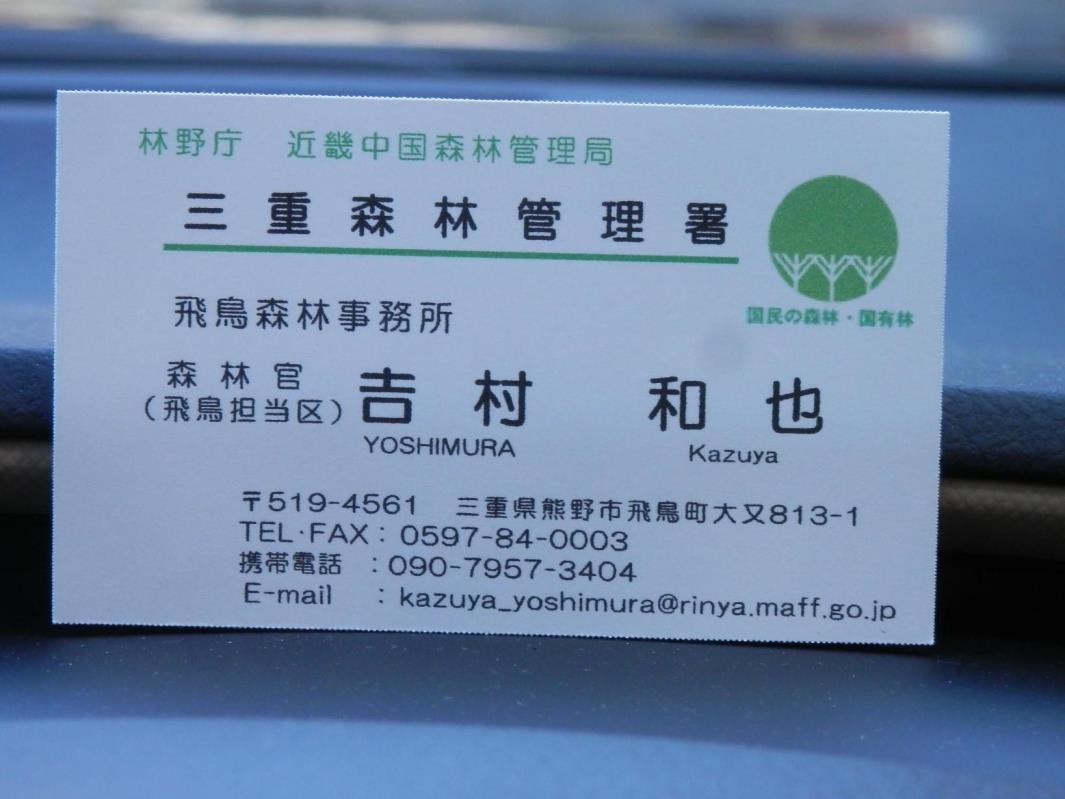 林野庁　近畿中国森林管理局
三重森林管理署
国民の森林・国有林
飛鳥森林事務所
森林官
（飛鳥担当区）
𠮷村　和也
YOSHIMURA　Kazuya
〒519-4561　三重県熊野市飛鳥町大又813-1
TEL・FAX：0597-84-0003
携帯電話　：090-7957-3404
E-mail　：kazuya_yoshimura@rinya.maff.go.jp